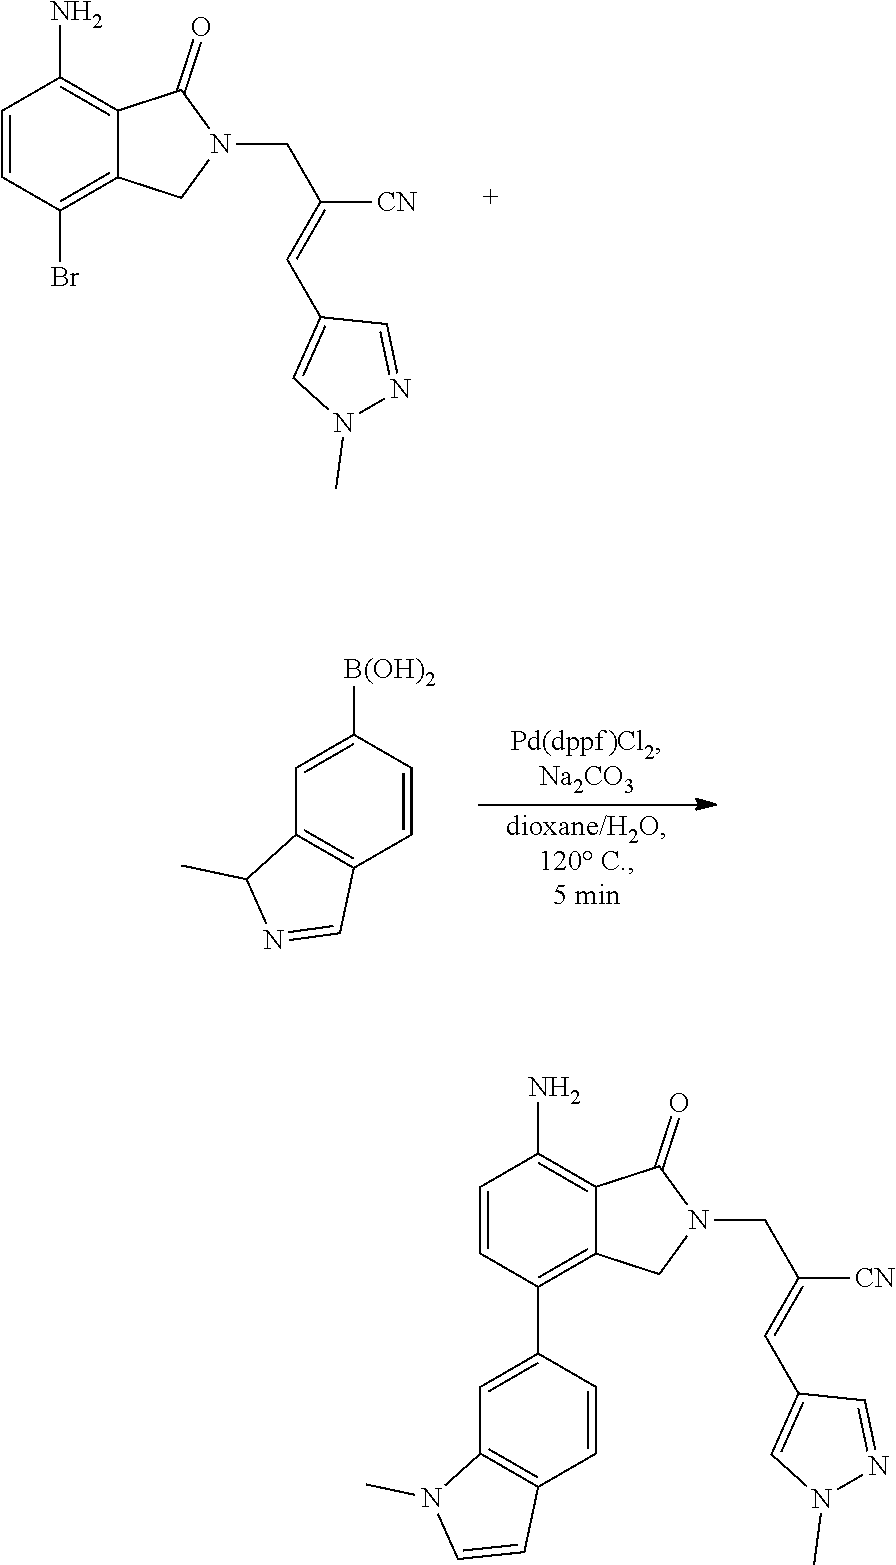 NH₂
O
N
CN
+
Br
N
N
B(OH)₂
Pd(dppf)Cl₂,
Na₂CO₃
dioxane/H₂O,
120° C.,
5 min
N
NH₂
O
N
CN
N
N
N